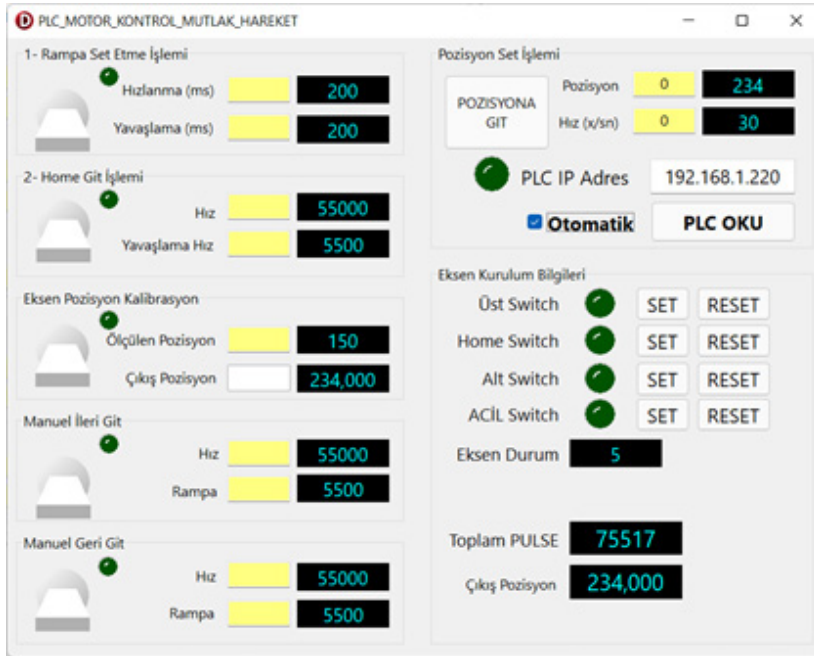 PLC_MOTOR_KONTROL_MUTLAK_HAREKET
1- Rampa Set Etme İşlemi
Hızlanma (ms) 200
Yavaşlama (ms) 200
2- Home Git İşlemi
Hız 55000
Yavaşlama Hız 5500
Eksen Pozisyon Kalibrasyon
Ölçülen Pozisyon 150
Çıkış Pozisyon 234,000
Manuel İleri Git
Hız 55000
Rampa 5500
Manuel Geri Git
Hız 55000
Rampa 5500
Pozisyon Set İşlemi
POZISYONA
GIT
Pozisyon 0 234
Hız (x/sn) 0 30
PLC IP Adres 192.168.1.220
Otomatik PLC OKU
Eksen Kurulum Bilgileri
Üst Switch SET RESET
Home Switch SET RESET
Alt Switch SET RESET
ACİL Switch SET RESET
Eksen Durum 5
Toplam PULSE 75517
Çıkış Pozisyon 234,000